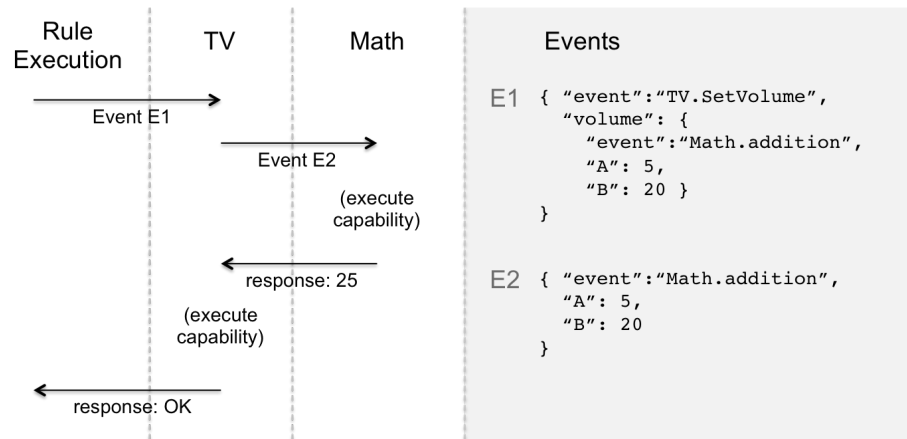 Rule
Execution
TV
Math
Events
Event E1
Event E2
(execute
capability)
response: 25
(execute
capability)
response: OK
E1 { “event”:“TV.SetVolume”,
“volume”: {
“event”:“Math.addition”,
“A”: 5,
“B”: 20 }
}
E2 { “event”:“Math.addition”,
“A”: 5,
“B”: 20
}